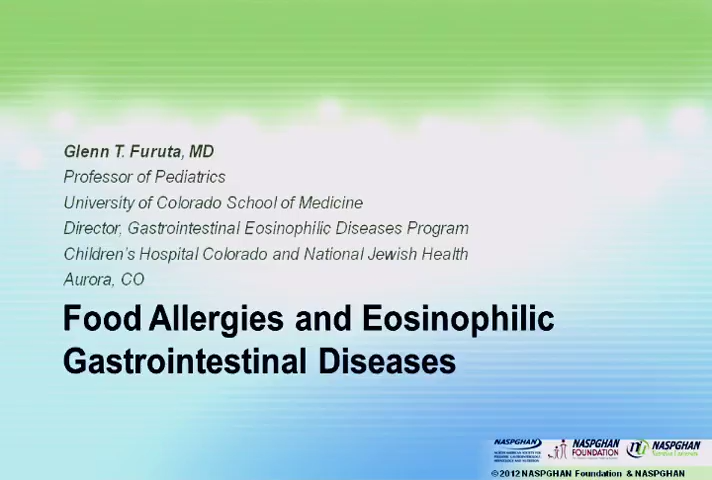 Glenn T. Furuta, MD
Professor of Pediatrics
University of Colorado School of Medicine
Director, Gastrointestinal Eosinophilic Diseases Program
Children's Hospital Colorado and National Jewish Health
Aurora, CO
Food Allergies and Eosinophilic
Gastrointestinal Diseases
NASPGHAN
NASPGHAN
FOUNDATION
NASPGHAN
©2012 NASPGHAN Foundation & NASPGHAN